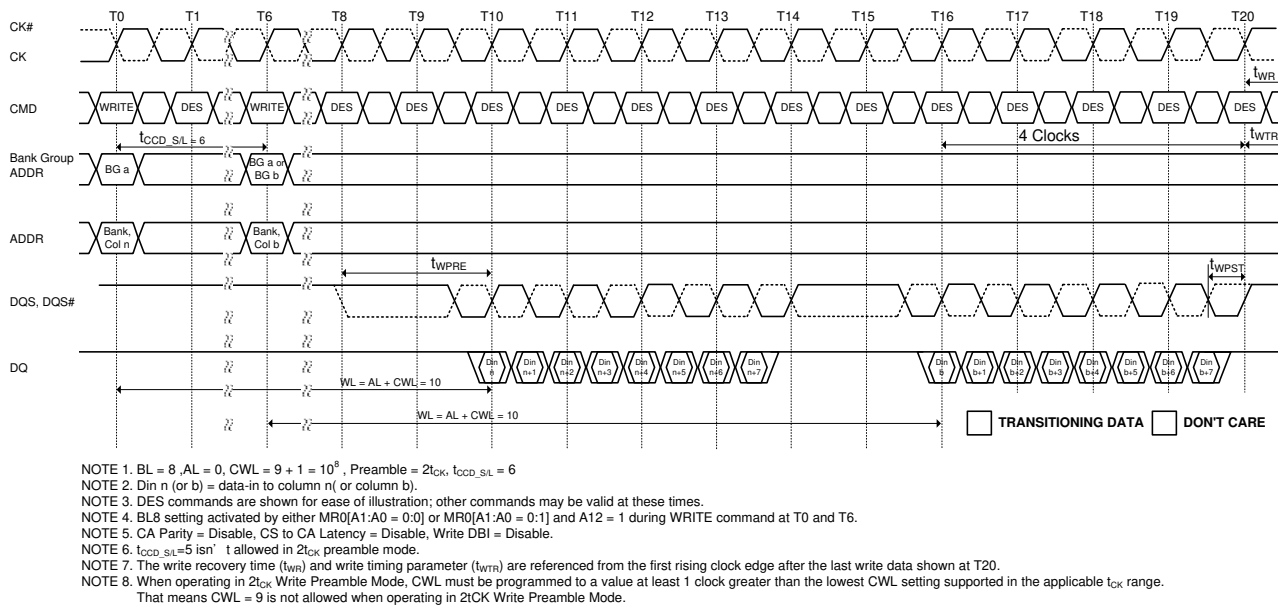 T0 T1 T6 T8 T9 T10 T11 T12 T13 T14 T15 T16 T17 T18 T19 T20
CK#
CK
tWR
CMD WRITE DES WRITE DES DES DES DES DES DES DES DES DES DES DES DES DES
tCCD_S/L = 6
4 Clocks
tWTR
Bank Group
ADDR
BG a
BG a or
BG b
ADDR
Bank,
Col n
Bank,
Col b
tWPRE
tWPST
DQS, DQS#
DQ
Din n Din n+1 Din n+2 Din n+3 Din n+4 Din n+5 Din n+6 Din n+7 Din b Din b+1 Din b+2 Din b+3 Din b+4 Din b+5 Din b+6 Din b+7
WL = AL + CWL = 10
WL = AL + CWL = 10
TRANSITIONING DATA DON'T CARE
NOTE 1. BL = 8 ,AL = 0, CWL = 9 + 1 = 10⁸ , Preamble = 2tCK, tCCD_S/L = 6
NOTE 2. Din n (or b) = data-in to column n( or column b).
NOTE 3. DES commands are shown for ease of illustration; other commands may be valid at these times.
NOTE 4. BL8 setting activated by either MR0[A1:A0 = 0:0] or MR0[A1:A0 = 0:1] and A12 = 1 during WRITE command at T0 and T6.
NOTE 5. CA Parity = Disable, CS to CA Latency = Disable, Write DBI = Disable.
NOTE 6. tCCD_S/L=5 isn't allowed in 2tCK preamble mode.
NOTE 7. The write recovery time (tWR) and write timing parameter (tWTR) are referenced from the first rising clock edge after the last write data shown at T20.
NOTE 8. When operating in 2tCK Write Preamble Mode, CWL must be programmed to a value at least 1 clock greater than the lowest CWL setting supported in the applicable tCK range.
That means CWL = 9 is not allowed when operating in 2tCK Write Preamble Mode.